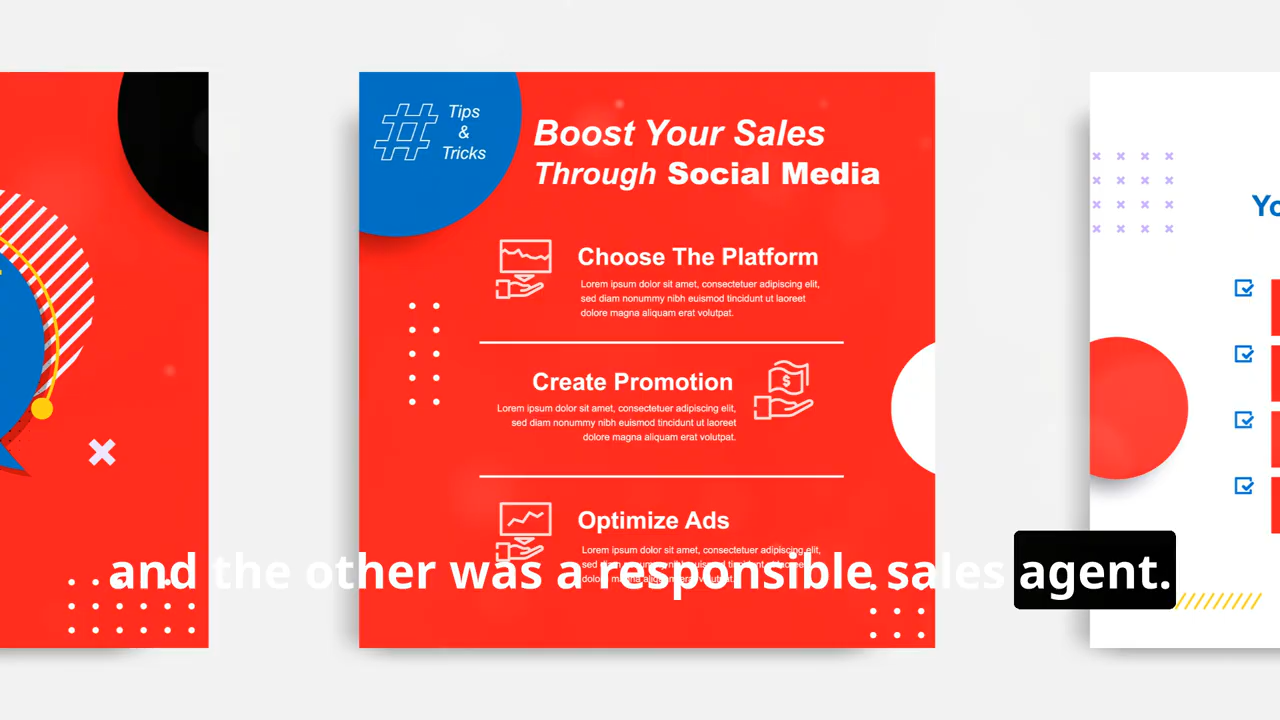 Tips
&
Tricks
Boost Your Sales
Through Social Media
Choose The Platform
Lorem ipsum dolor sit amet, consectetuer adipiscing elit,
sed diam nonummy nibh euismod tincidunt ut laoreet
dolore magna aliquam erat volutpat.
Create Promotion
Lorem ipsum dolor sit amet, consectetuer adipiscing elit,
sed diam nonummy nibh euismod tincidunt ut laoreet
dolore magna aliquam erat volutpat.
Optimize Ads
Lorem ipsum dolor sit amet, consectetuer adipiscing elit,
and the other was a responsible sales agent.